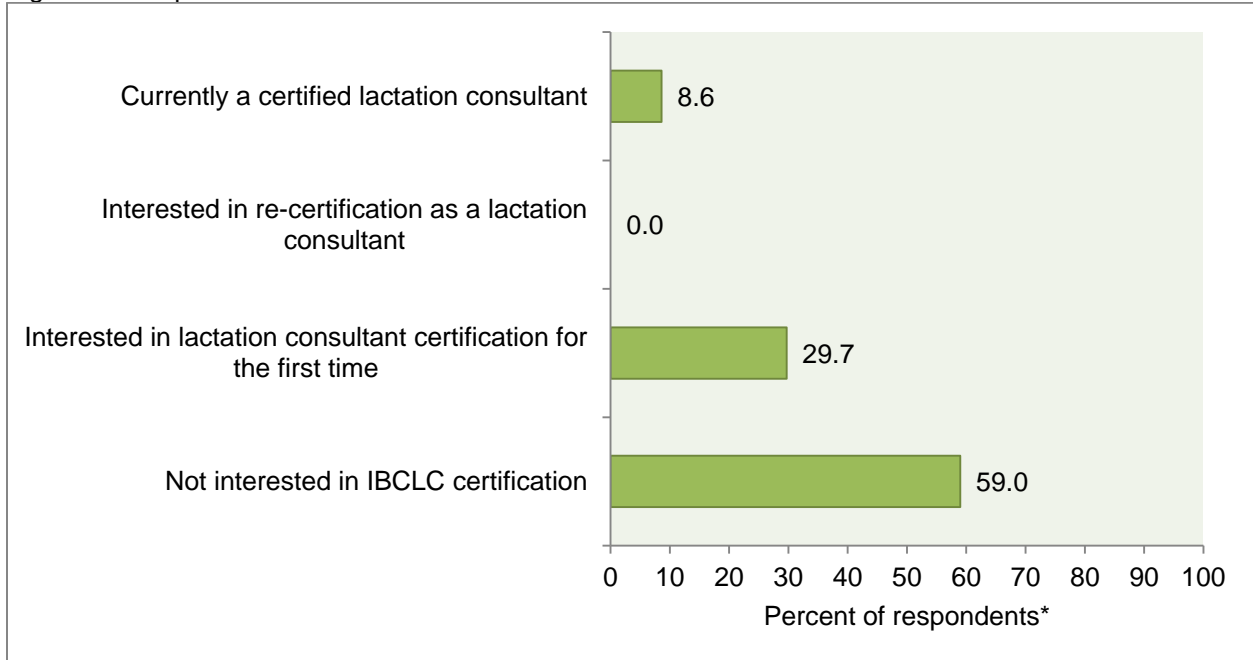 Currently a certified lactation consultant
8.6
Interested in re-certification as a lactation
consultant
0.0
Interested in lactation consultant certification for
the first time
29.7
Not interested in IBCLC certification
59.0
0 10 20 30 40 50 60 70 80 90 100
Percent of respondents*